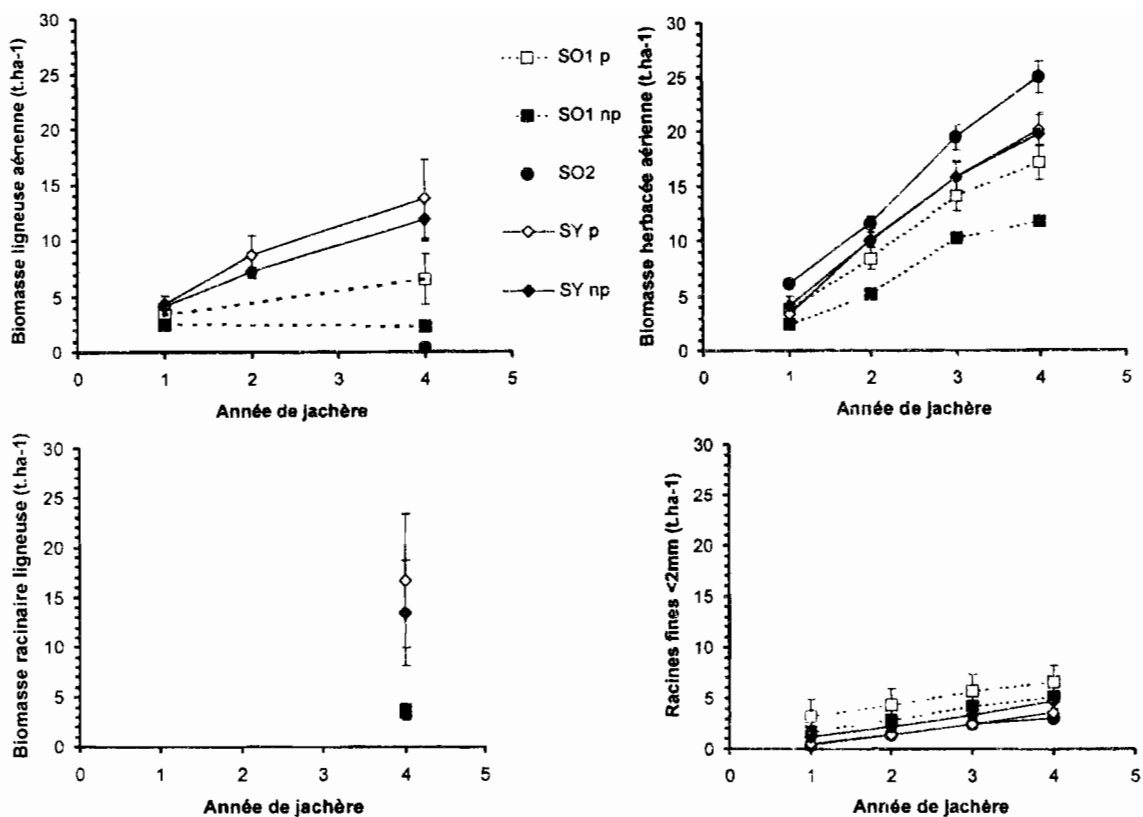 Biomasse ligneuse aérienne (t.ha-1)
30
25
20
15
10
5
0
0 1 2 3 4 5
Année de jachère
SO1 p
SO1 np
SO2
SY p
SY np
Biomasse herbacée aérienne (t.ha-1)
30
25
20
15
10
5
0
0 1 2 3 4 5
Année de jachère
Biomasse racinaire ligneuse (t.ha-1)
30
25
20
15
10
5
0
0 1 2 3 4 5
Année de jachère
Racines fines <2mm (t.ha-1)
30
25
20
15
10
5
0
0 1 2 3 4 5
Année de jachère